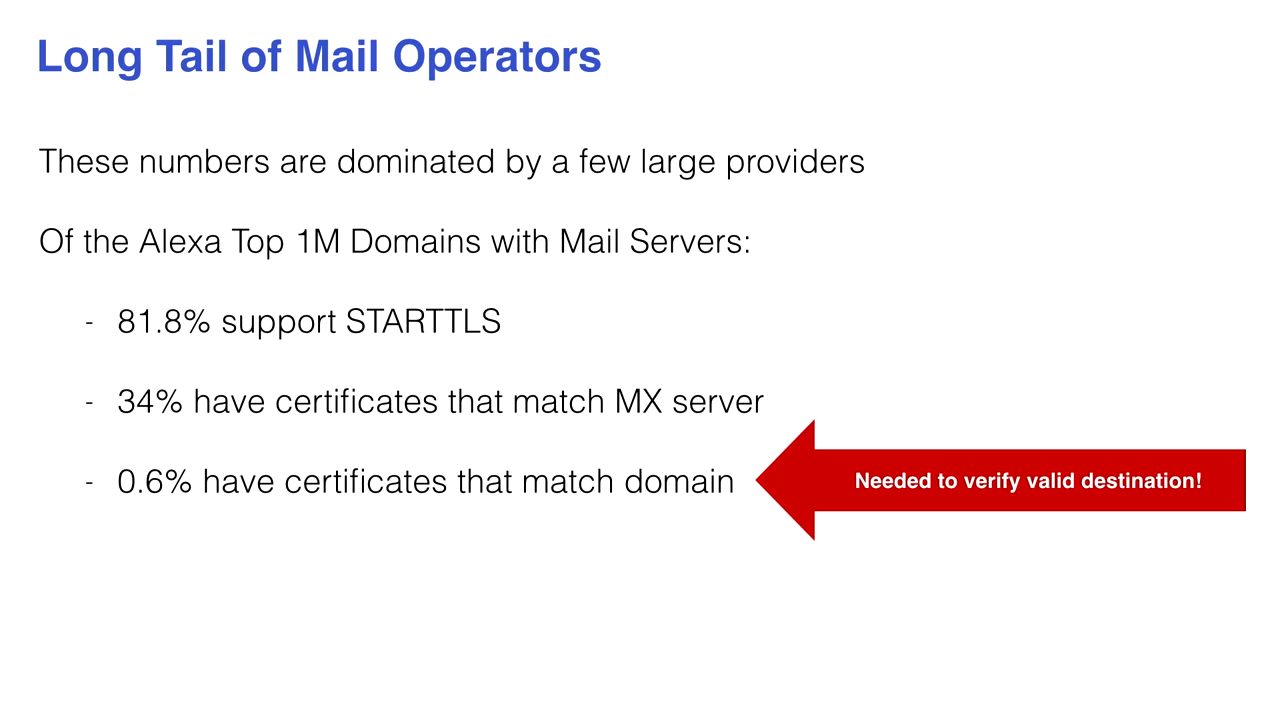 Long Tail of Mail Operators
These numbers are dominated by a few large providers
Of the Alexa Top 1M Domains with Mail Servers:
- 81.8% support STARTTLS
- 34% have certificates that match MX server
- 0.6% have certificates that match domain
Needed to verify valid destination!